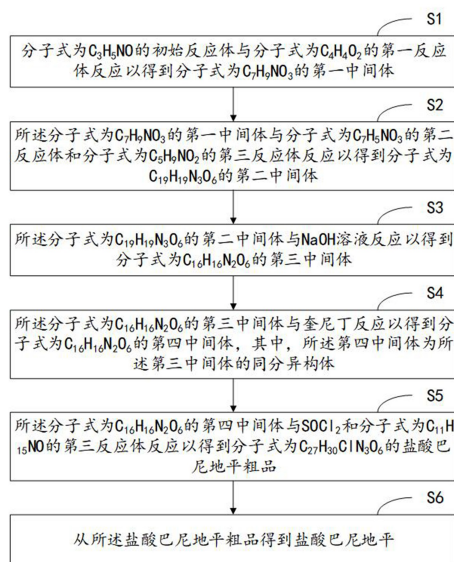 S1
分子式为C₃H₅NO的初始反应体与分子式为C₄H₄O₂的第一反应
体反应以得到分子式为C₇H₉NO₃的第一中间体
S2
所述分子式为C₇H₉NO₃的第一中间体与分子式为C₇H₅NO₃的第二
反应体和分子式为C₅H₉NO₂的第三反应体反应以得到分子式为
C₁₉H₁₉N₃O₆的第二中间体
S3
所述分子式为C₁₉H₁₉N₃O₆的第二中间体与NaOH溶液反应以得到
分子式为C₁₆H₁₆N₂O₆的第三中间体
S4
所述分子式为C₁₆H₁₆N₂O₆的第三中间体与奎尼丁反应以得到分
子式为C₁₆H₁₆N₂O₆的第四中间体，其中，所述第四中间体为所
述第三中间体的同分异构体
S5
所述分子式为C₁₆H₁₆N₂O₆的第四中间体与SOCl₂和分子式为C₁₁H
₁₅NO的第三反应体反应以得到分子式为C₂₇H₃₀ClN₃O₆的盐酸巴
尼地平粗品
S6
从所述盐酸巴尼地平粗品得到盐酸巴尼地平